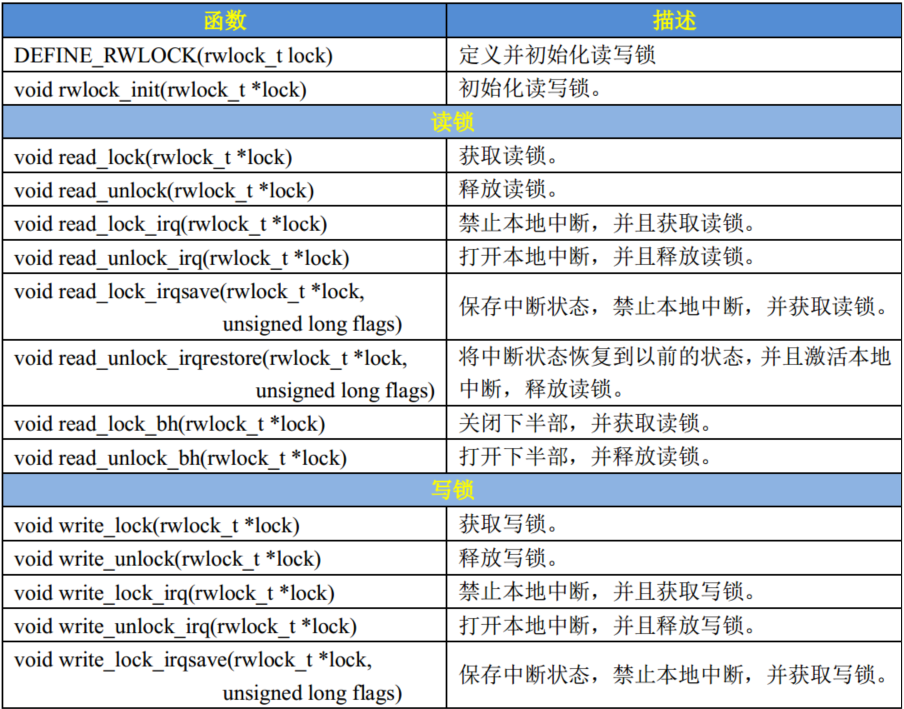 函数 描述
DEFINE_RWLOCK(rwlock_t lock) 定义并初始化读写锁
void rwlock_init(rwlock_t *lock) 初始化读写锁。
读锁
void read_lock(rwlock_t *lock) 获取读锁。
void read_unlock(rwlock_t *lock) 释放读锁。
void read_lock_irq(rwlock_t *lock) 禁止本地中断，并且获取读锁。
void read_unlock_irq(rwlock_t *lock) 打开本地中断，并且释放读锁。
void read_lock_irqsave(rwlock_t *lock,
unsigned long flags)
保存中断状态，禁止本地中断，并获取读锁。
void read_unlock_irqrestore(rwlock_t *lock,
unsigned long flags)
将中断状态恢复到以前的状态，并且激活本地
中断，释放读锁。
void read_lock_bh(rwlock_t *lock) 关闭下半部，并获取读锁。
void read_unlock_bh(rwlock_t *lock) 打开下半部，并释放读锁。
写锁
void write_lock(rwlock_t *lock) 获取写锁。
void write_unlock(rwlock_t *lock) 释放写锁。
void write_lock_irq(rwlock_t *lock) 禁止本地中断，并且获取写锁。
void write_unlock_irq(rwlock_t *lock) 打开本地中断，并且释放写锁。
void write_lock_irqsave(rwlock_t *lock,
unsigned long flags)
保存中断状态，禁止本地中断，并获取写锁。